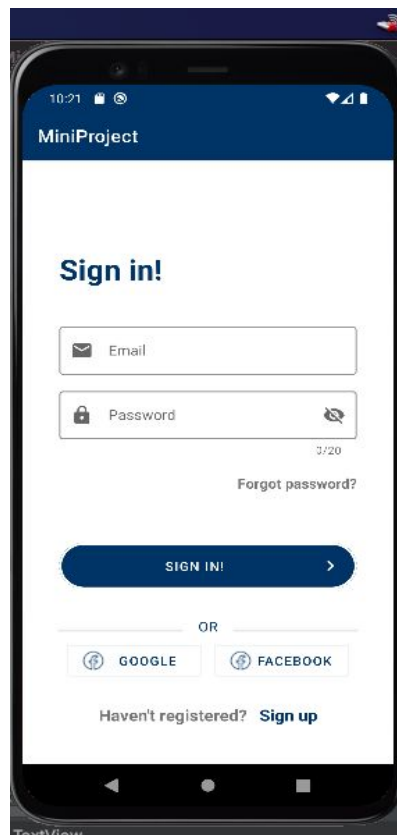 10:21
MiniProject
Sign in!
Email
Password
0/20
Forgot password?
SIGN IN!
OR
GOOGLE
FACEBOOK
Haven't registered? Sign up
TextView